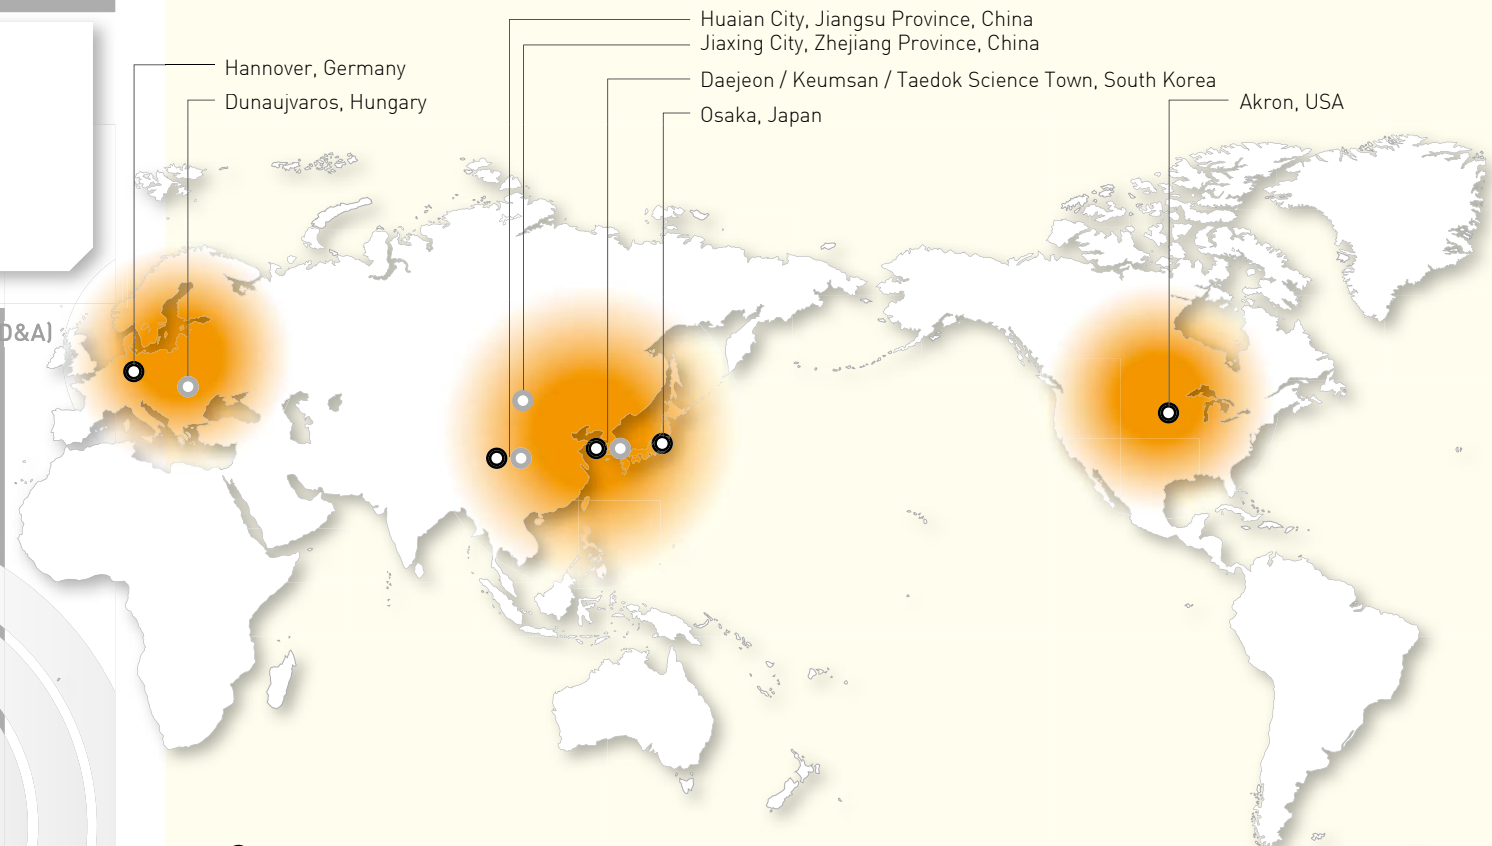 Huaian City, Jiangsu Province, China
Jiaxing City, Zhejiang Province, China
Hannover, Germany
Daejeon / Keumsan / Taedok Science Town, South Korea
Dunaujvaros, Hungary
Akron, USA
Osaka, Japan
D&A)